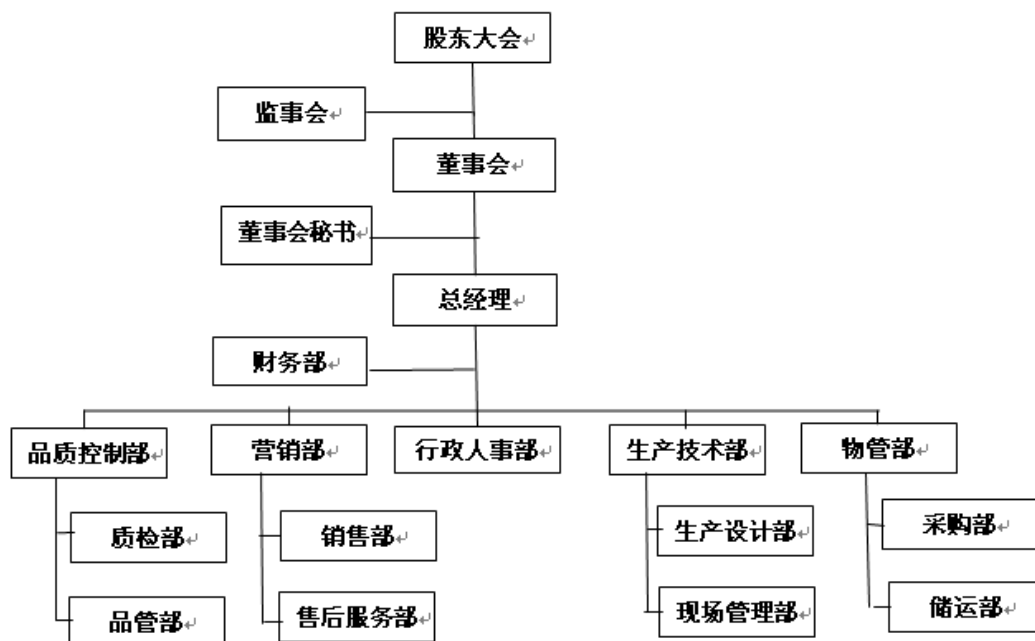 股东大会
监事会
董事会
董事会秘书
总经理
财务部
品质控制部
营销部
行政人事部
生产技术部
物管部
质检部
销售部
生产设计部
采购部
品管部
售后服务部
现场管理部
储运部